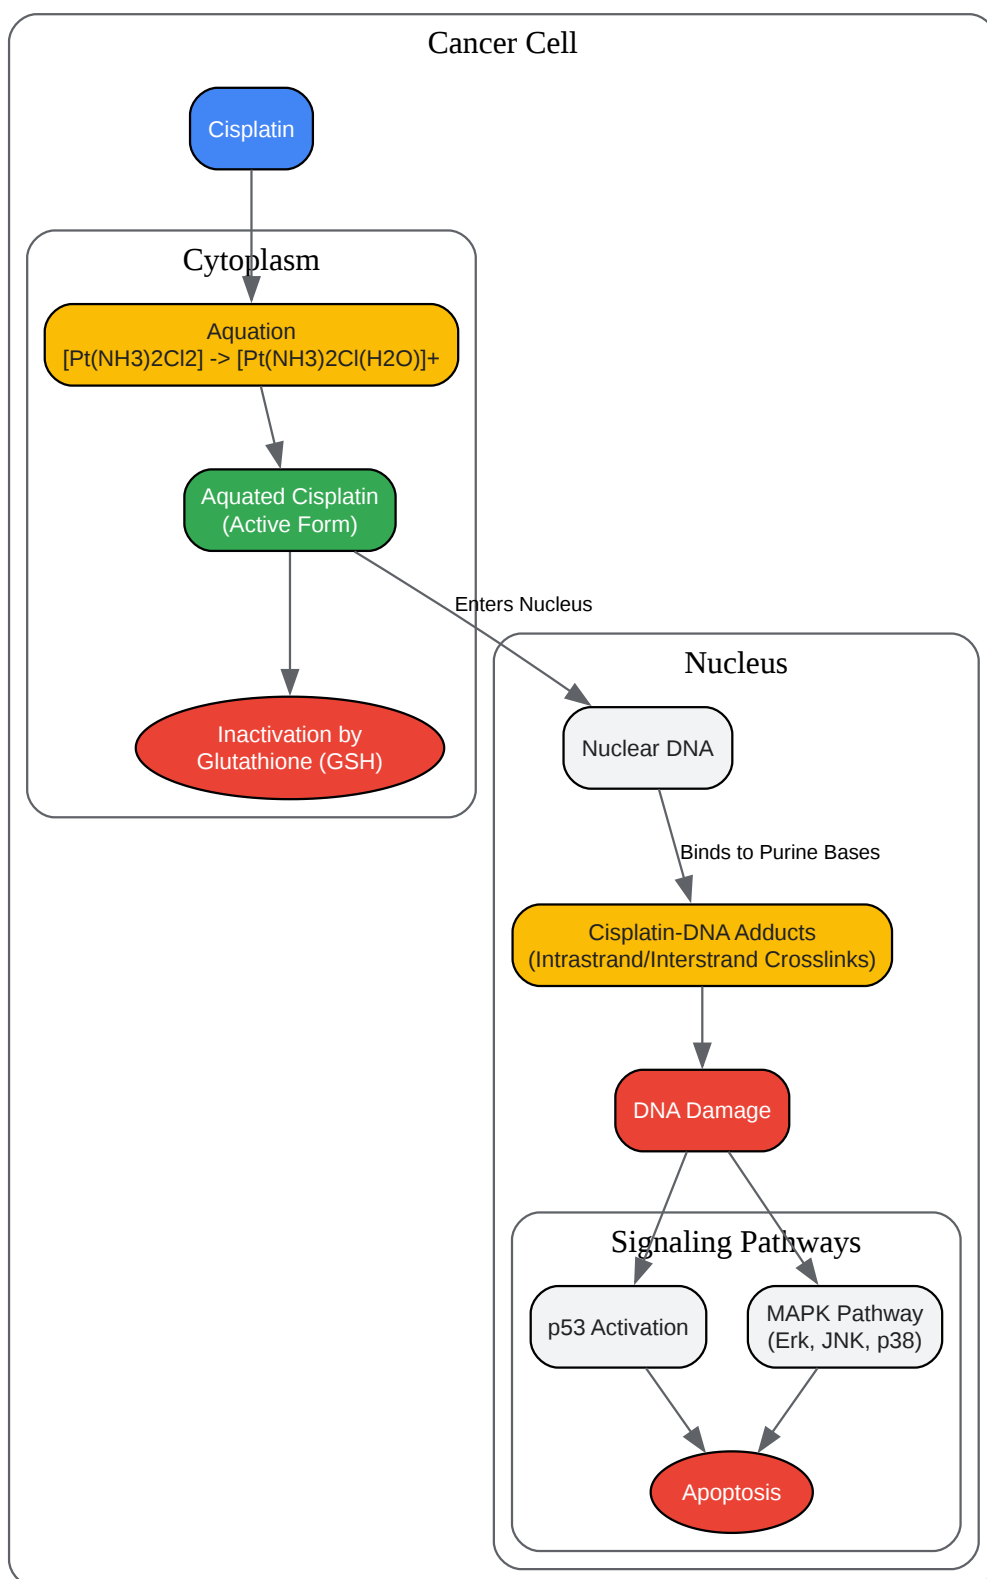 Cancer Cell
Cisplatin
Cytoplasm
Aquation
[Pt(NH3)2Cl2] -> [Pt(NH3)2Cl(H2O)]+
Aquated Cisplatin
(Active Form)
Enters Nucleus
Inactivation by
Glutathione (GSH)
Nucleus
Nuclear DNA
Binds to Purine Bases
Cisplatin-DNA Adducts
(Intrastrand/Interstrand Crosslinks)
DNA Damage
Signaling Pathways
p53 Activation
MAPK Pathway
(Erk, JNK, p38)
Apoptosis